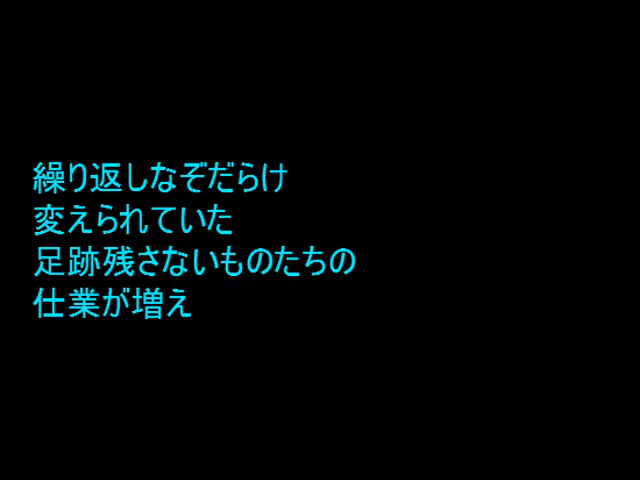 繰り返しなぞだらけ
変えられていた
足跡残さないものたちの
仕業が増え